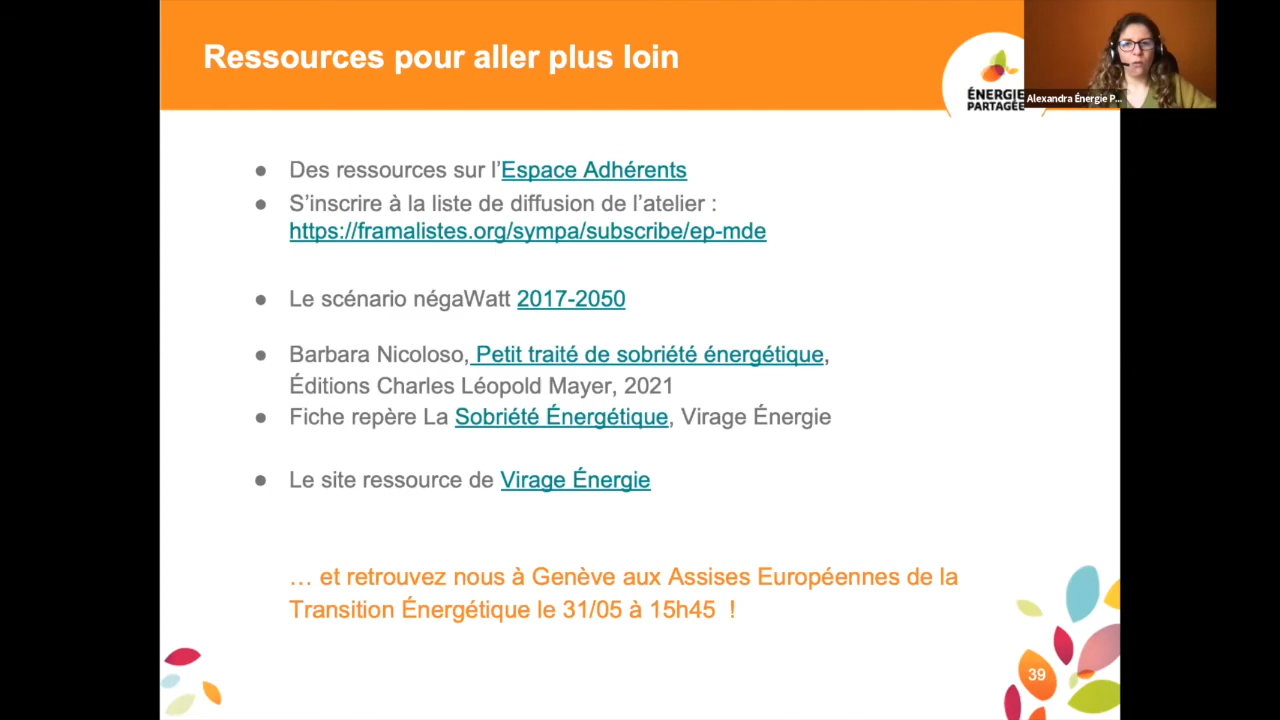 Ressources pour aller plus loin
ÉNERGIE
PARTAGÉE
Alexandra Énergie P...
● Des ressources sur l’Espace Adhérents
● S’inscrire à la liste de diffusion de l’atelier :
https://framalistes.org/sympa/subscribe/ep-mde
● Le scénario négaWatt 2017-2050
● Barbara Nicoloso, Petit traité de sobriété énergétique,
Éditions Charles Léopold Mayer, 2021
● Fiche repère La Sobriété Énergétique, Virage Énergie
● Le site ressource de Virage Énergie
… et retrouvez nous à Genève aux Assises Européennes de la
Transition Énergétique le 31/05 à 15h45 !
39